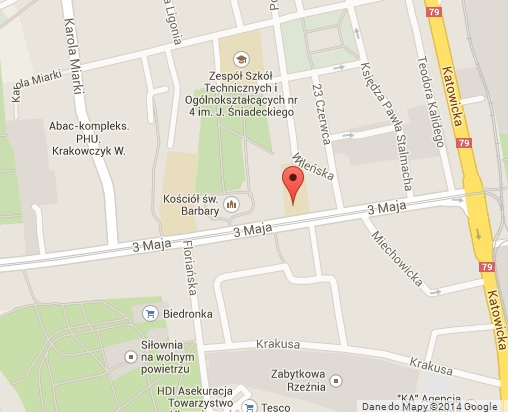 79
Ligonia
Po
Karola Miarki
Karola Miarki
Kar
Zespół Szkół
Technicznych i
Ogólnokształcących nr
4 im. J. Śniadeckiego
23 Czerwca
Księdza Pawła Stalmacha
Teodora Kalidego
Katowicka
79
Abac-kompleks.
PHU.
Krakowczyk W.
Wileńska
Kościół św.
Barbary
3 Maja
3 Maja
3 Maja
Floriańska
Miechowicka
79
Katowicka
Biedronka
Siłownia
na wolnym
powietrzu
Krakusa
Krakusa
Zabytkowa
Rzeźnia
HDI Asekuracja
Towarzystwo
Tesco
"KA" Agencja
Dane do Mapy ©2014 Google